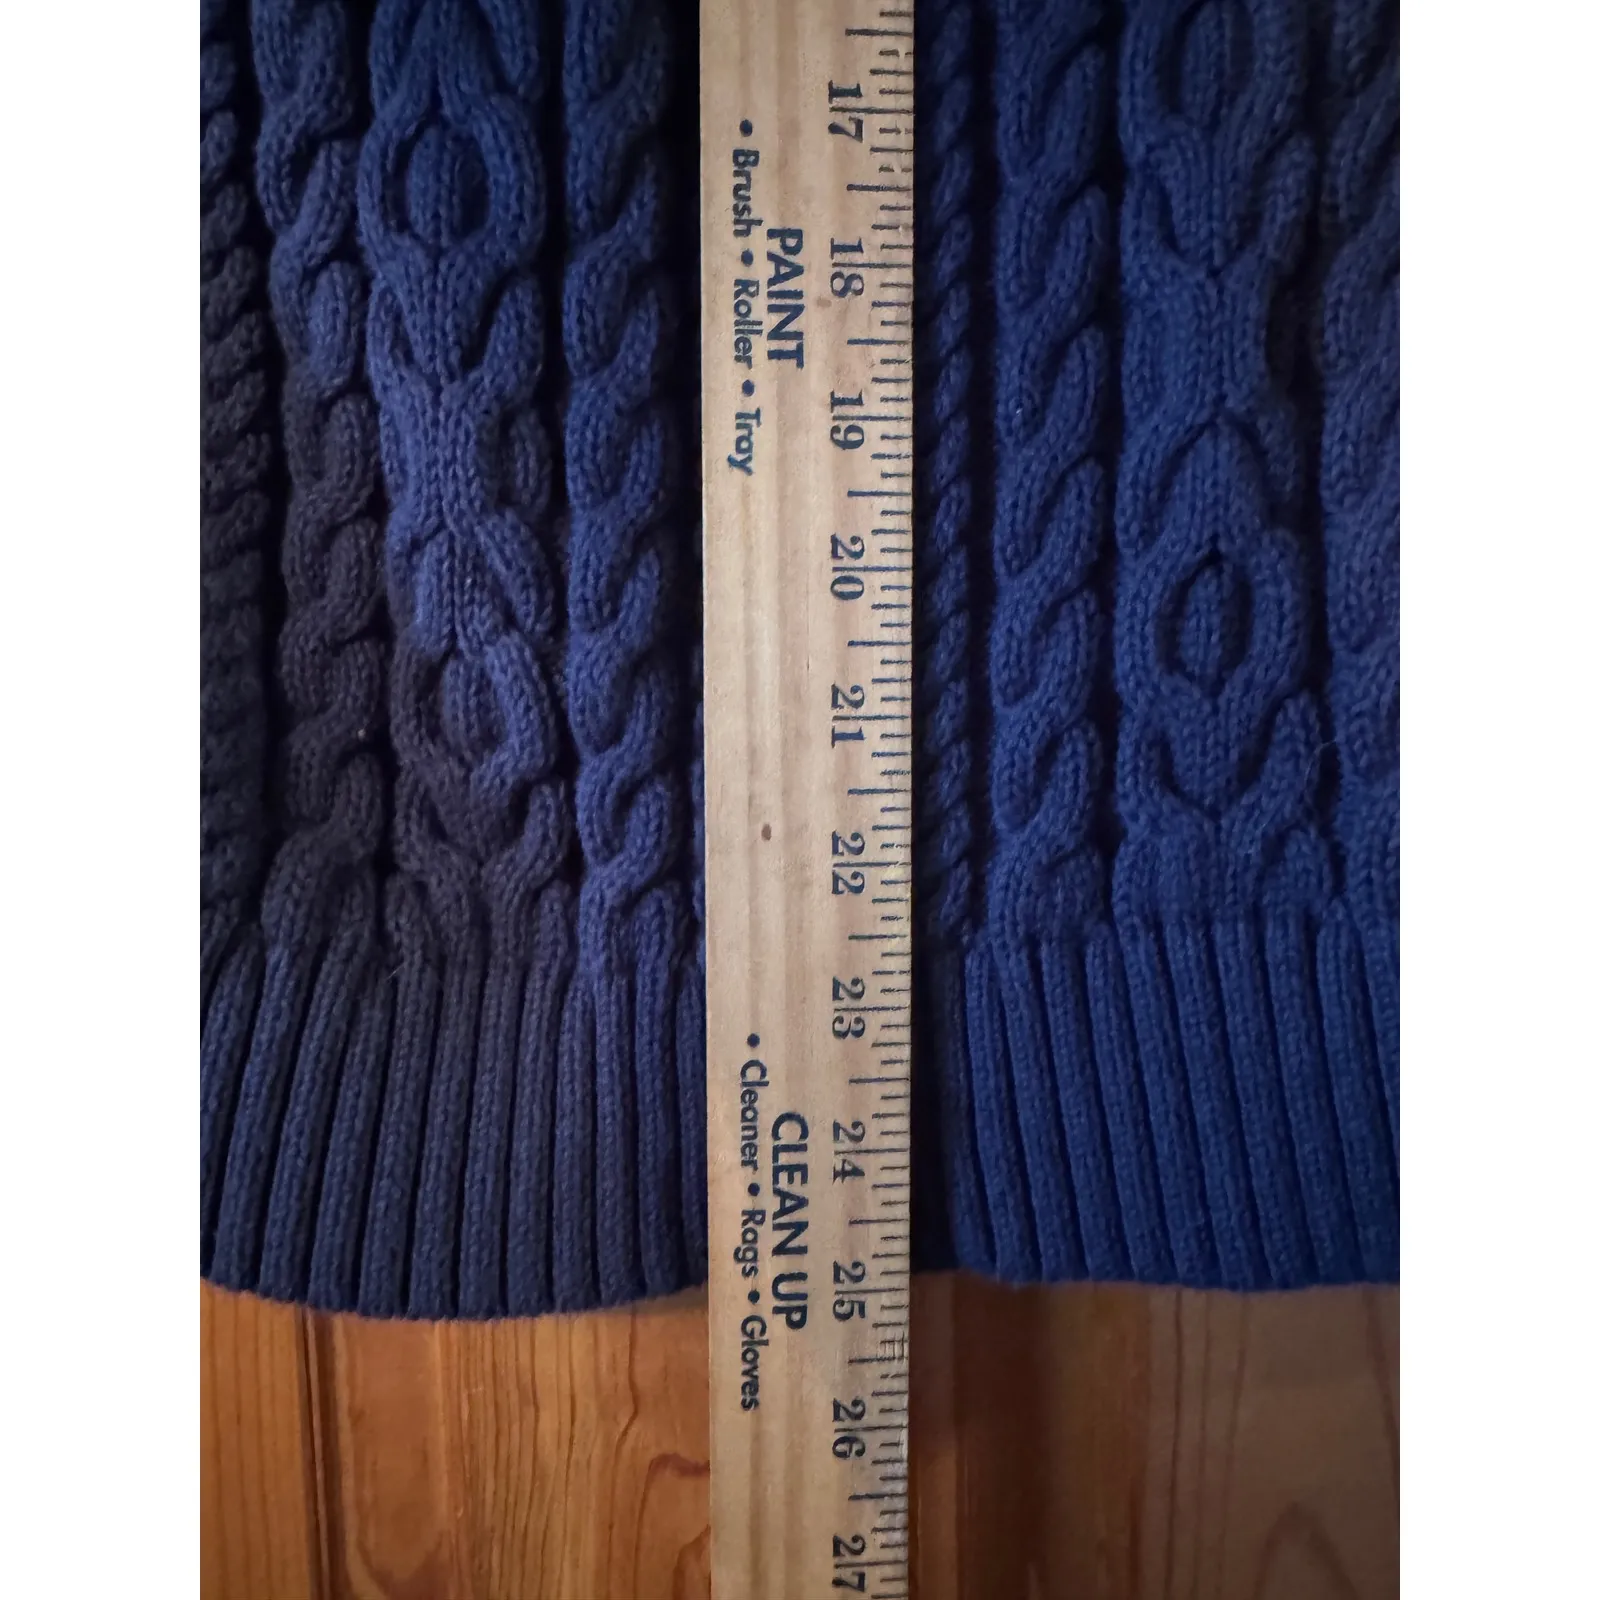 PAINT
• Brush • Roller • Tray
CLEAN UP
• Cleaner • Rags • Gloves
17
18
19
20
21
22
23
24
25
26
27